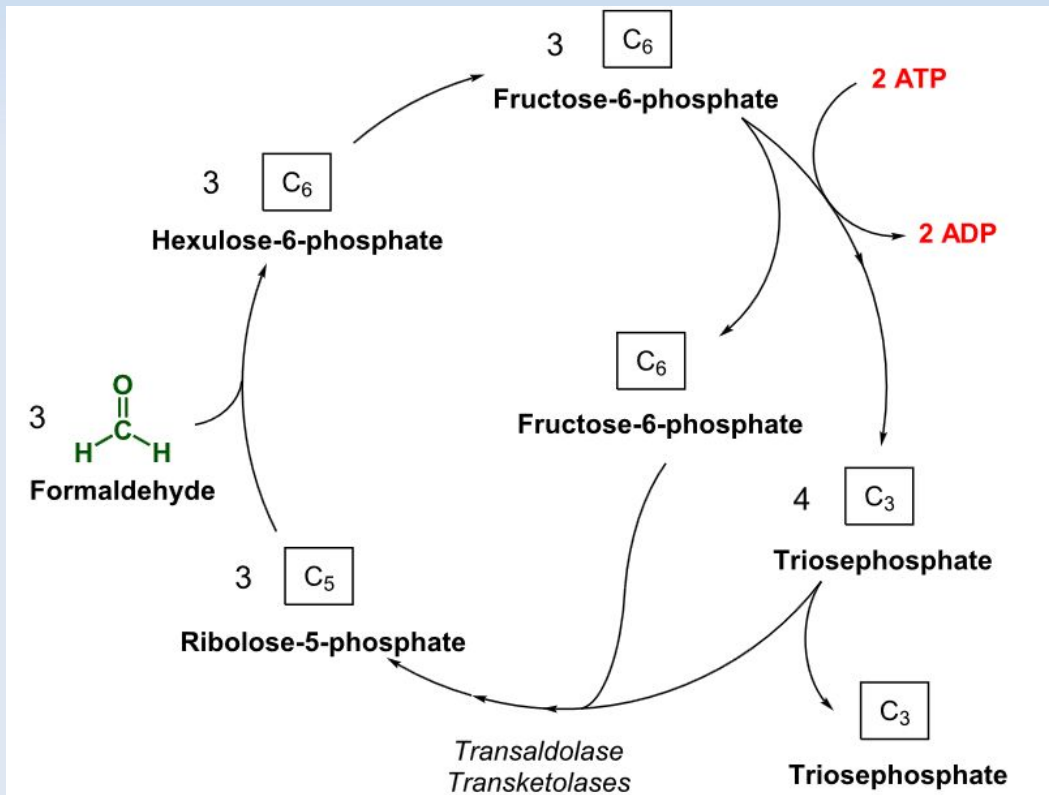 3 C₆
Fructose-6-phosphate
2 ATP
2 ADP
3 C₆
Hexulose-6-phosphate
C₆
Fructose-6-phosphate
3
O
H C H
Formaldehyde
4 C₃
Triosephosphate
3 C₅
Ribolose-5-phosphate
C₃
Triosephosphate
Transaldolase
Transketolases